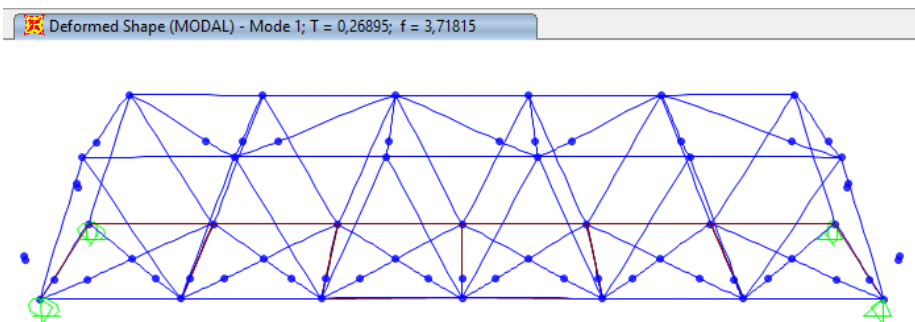 Deformed Shape (MODAL) - Mode 1; T = 0,26895; f = 3,71815